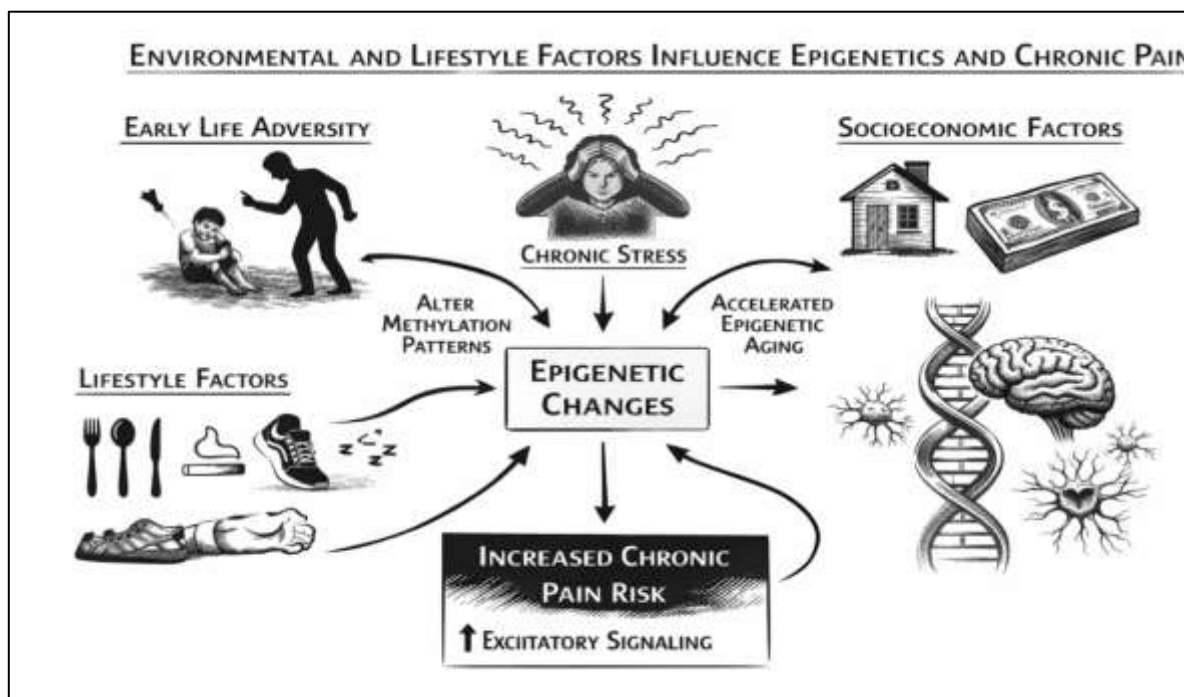 ENVIRONMENTAL AND LIFESTYLE FACTORS INFLUENCE EPIGENETICS AND CHRONIC PAIN
EARLY LIFE ADVERSITY
SOCIOECONOMIC FACTORS
CHRONIC STRESS
ALTER
METHYLATION
PATTERNS
ACCELERATED
EPIGENETIC
AGING
LIFESTYLE FACTORS
EPIGENETIC
CHANGES
z z z z
INCREASED CHRONIC
PAIN RISK
↑ EXCIITATORY SIGNALING